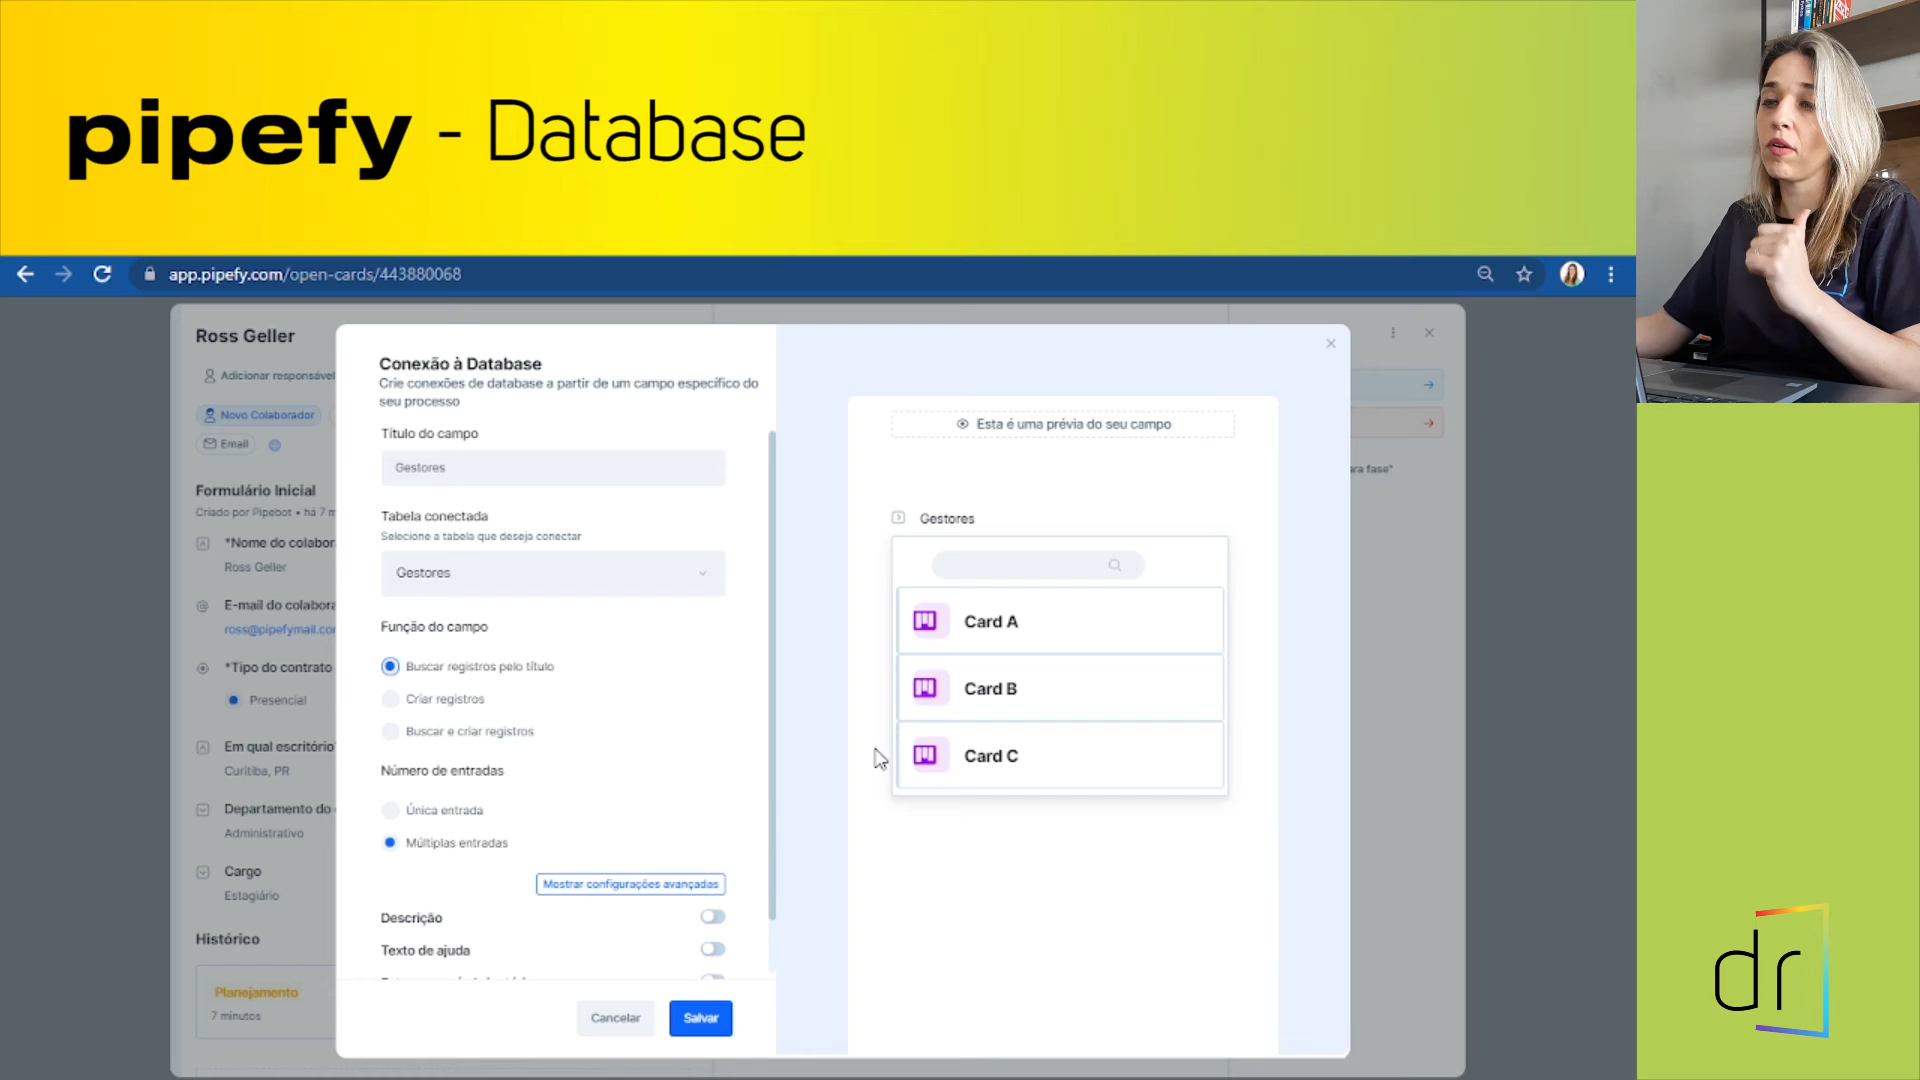 pipefy - Database
app.pipefy.com/open-cards/443880068
Ross Geller
Adicionar responsável
Novo Colaborador
Email
Formulário Inicial
Criado por Pipebot • há 7 m
*Nome do colabor
Ross Geller
E-mail do colabora
ross@pipefymail.co
*Tipo do contrato
Presencial
Em qual escritório
Curitiba, PR
Departamento do
Administrativo
Cargo
Estagiário
Histórico
Planejamento
7 minutos
Conexão à Database
Crie conexões de database a partir de um campo específico do
seu processo
Título do campo
Gestores
Tabela conectada
Selecione a tabela que deseja conectar
Gestores
Função do campo
Buscar registros pelo título
Criar registros
Buscar e criar registros
Número de entradas
Única entrada
Múltiplas entradas
Mostrar configurações avançadas
Descrição
Texto de ajuda
Cancelar
Salvar
Esta é uma prévia do seu campo
Gestores
Card A
Card B
Card C
ara fase*
dr